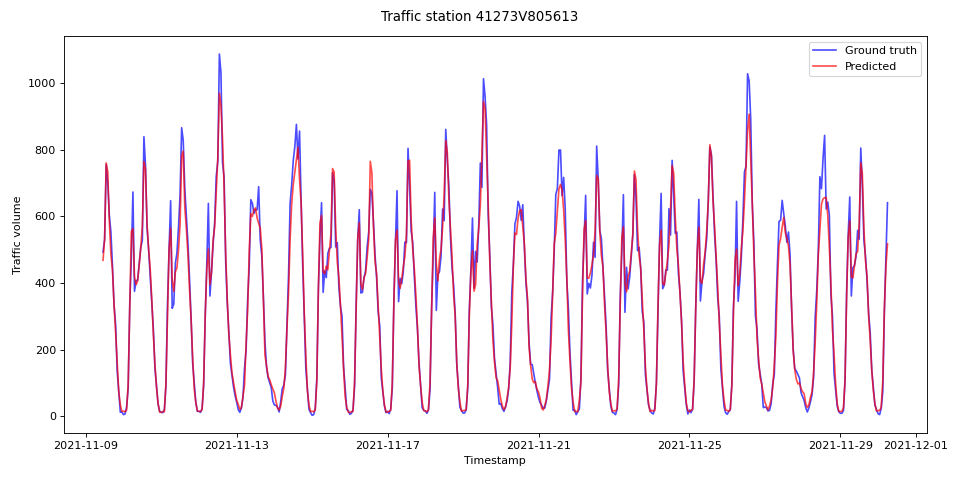 Traffic station 41273V805613
Ground truth
Predicted
Traffic volume
1000
800
600
400
200
0
2021-11-09
2021-11-13
2021-11-17
2021-11-21
2021-11-25
2021-11-29
2021-12-01
Timestamp